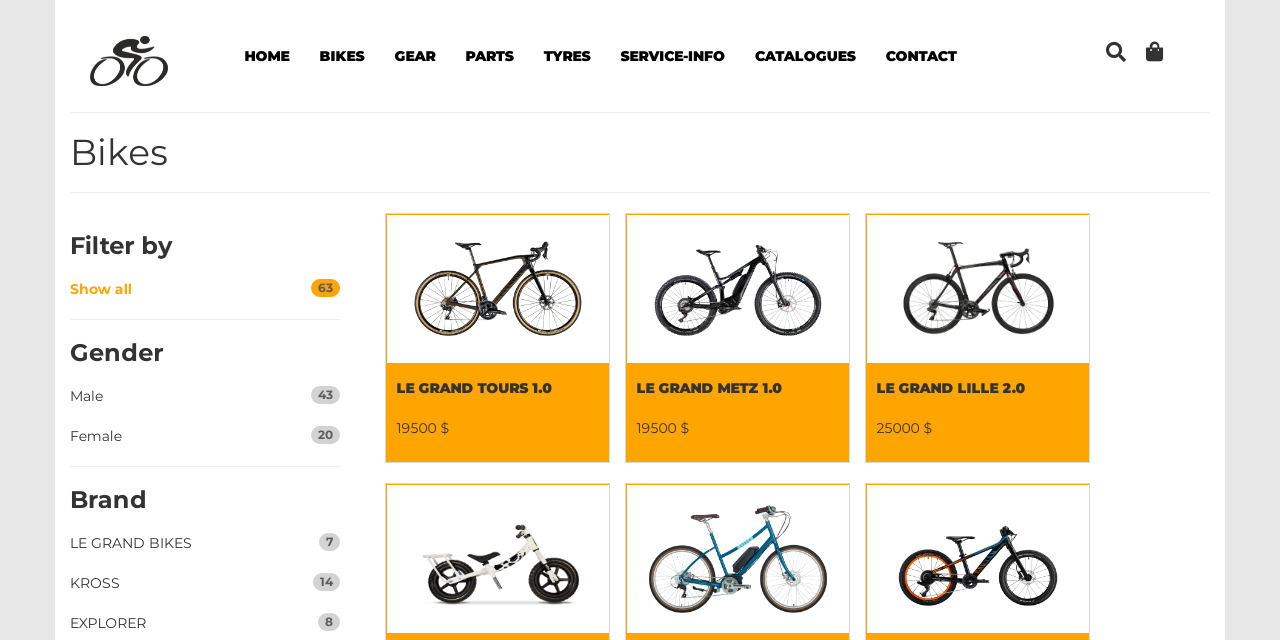 HOME BIKES GEAR PARTS TYRES SERVICE-INFO CATALOGUES CONTACT
Bikes
Filter by
Show all 63
Gender
Male 43
Female 20
Brand
LE GRAND BIKES 7
KROSS 14
EXPLORER 8
LE GRAND TOURS 1.0
19500 $
LE GRAND METZ 1.0
19500 $
LE GRAND LILLE 2.0
25000 $